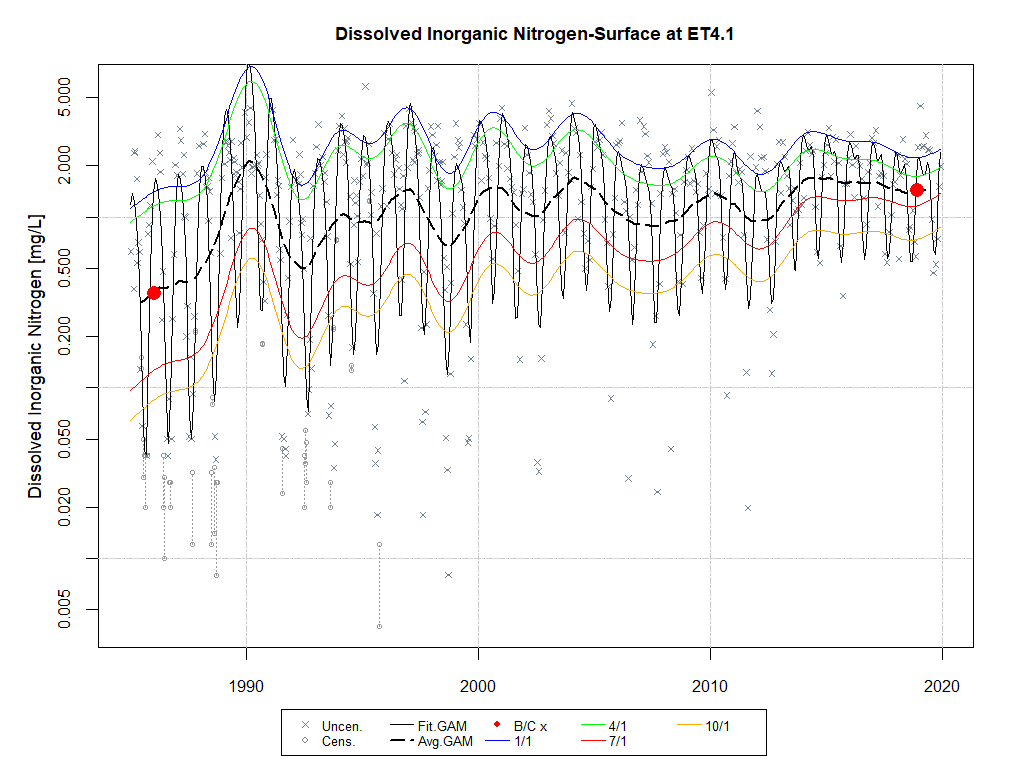 Dissolved Inorganic Nitrogen-Surface at ET4.1
Dissolved Inorganic Nitrogen [mg/L]
5.000
2.000
0.500
0.200
0.050
0.020
0.005
1990 2000 2010 2020
Uncen. Fit.GAM B/C x 4/1 10/1
Cens. Avg.GAM 1/1 7/1